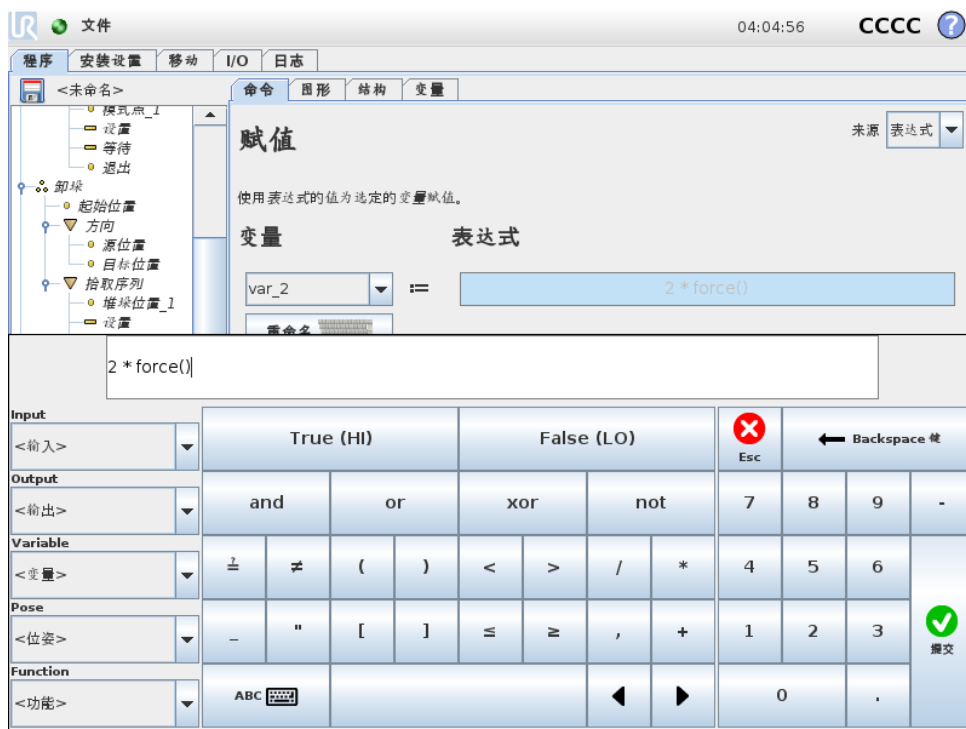 UR 文件 04:04:56 CCCC ?
程序 安装设置 移动 I/O 日志
<未命名> 命令 图形 结构 变量
模式点_1
设置
等待
退出
卸垛
起始位置
方向
源位置
目标位置
拾取序列
堆垛位置_1
设置
赋值
来源 表达式
使用表达式的值为选定的变量赋值。
变量 表达式
var_2 := 2 * force()
重命名
2 * force()
Input
<输入>
Output
<输出>
Variable
<变量>
Pose
<位姿>
Function
<功能>
True (HI) False (LO) Esc Backspace 键
and or xor not 7 8 9 -
≟ ≠ ( ) < > / * 4 5 6
_ " [ ] ≤ ≥ , + 1 2 3 提交
ABC 0 .